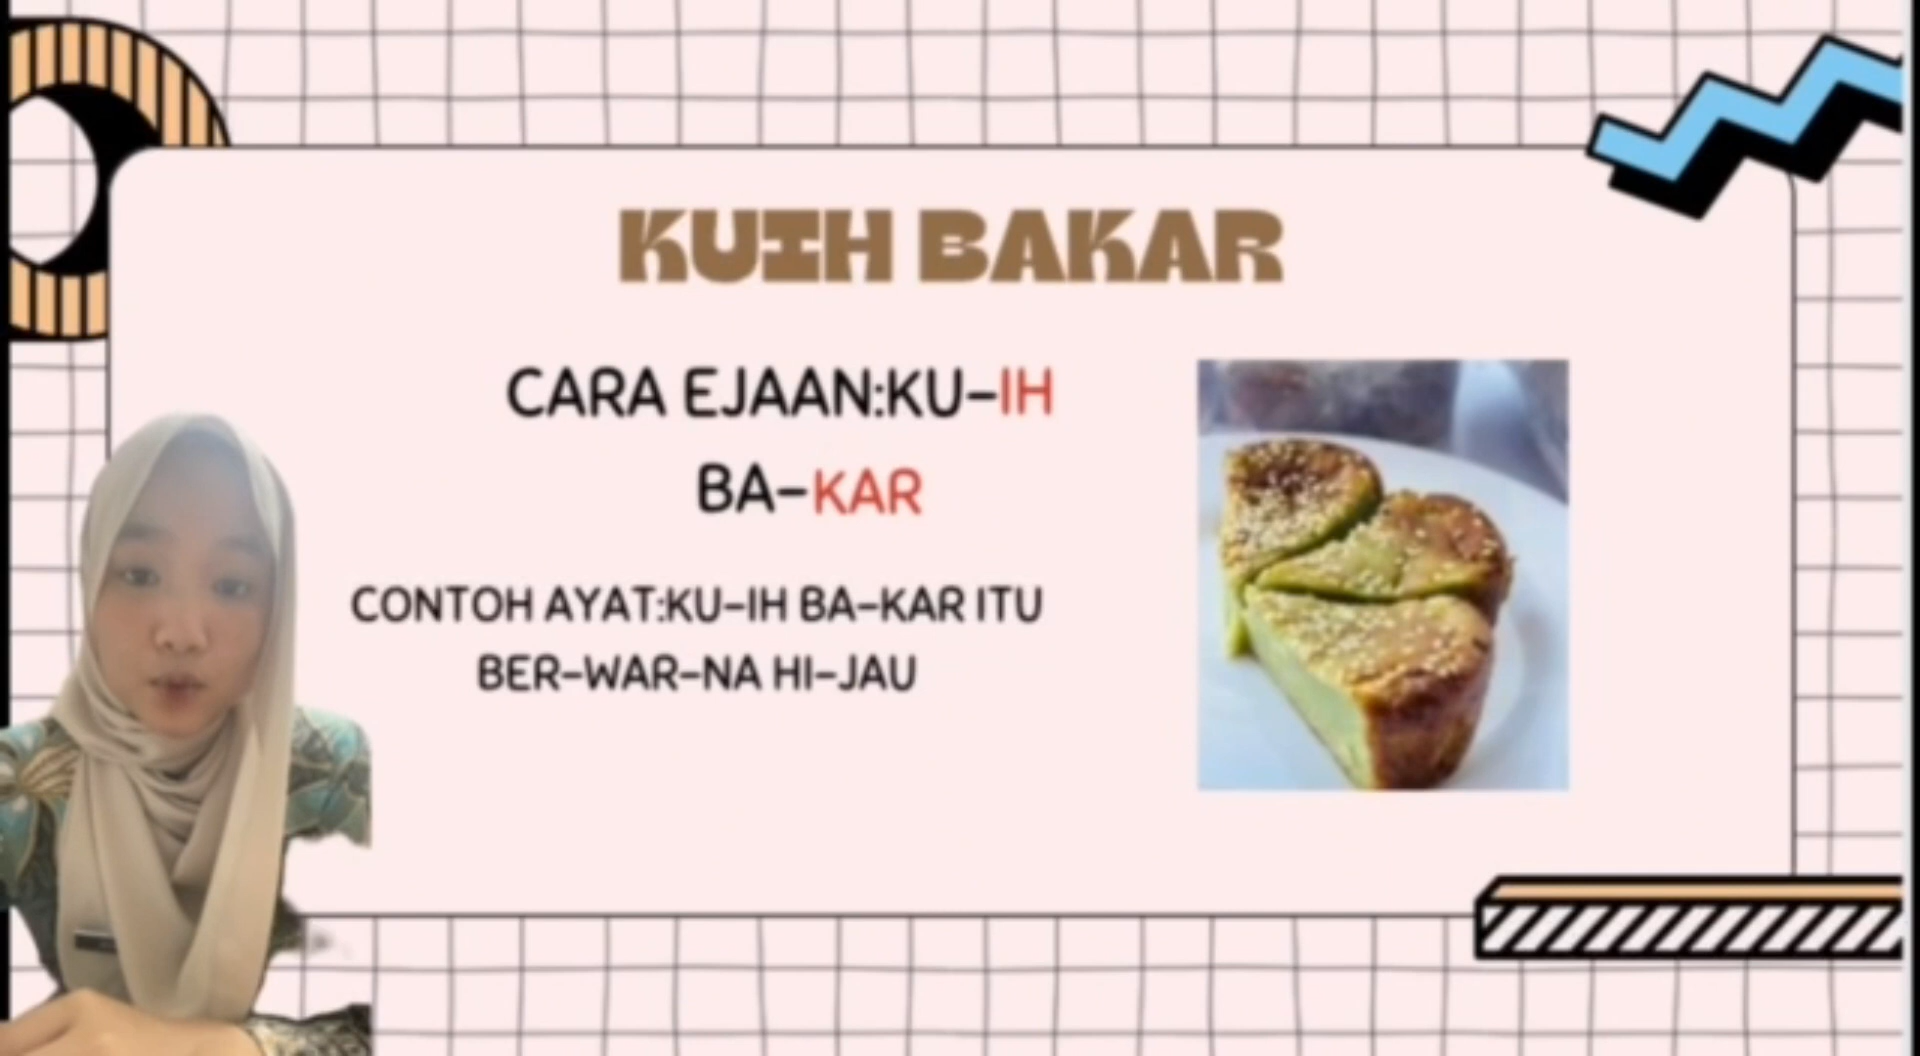 KUIH BAKAR
CARA EJAAN:KU-IH
BA-KAR
CONTOH AYAT:KU-IH BA-KAR ITU
BER-WAR-NA HI-JAU